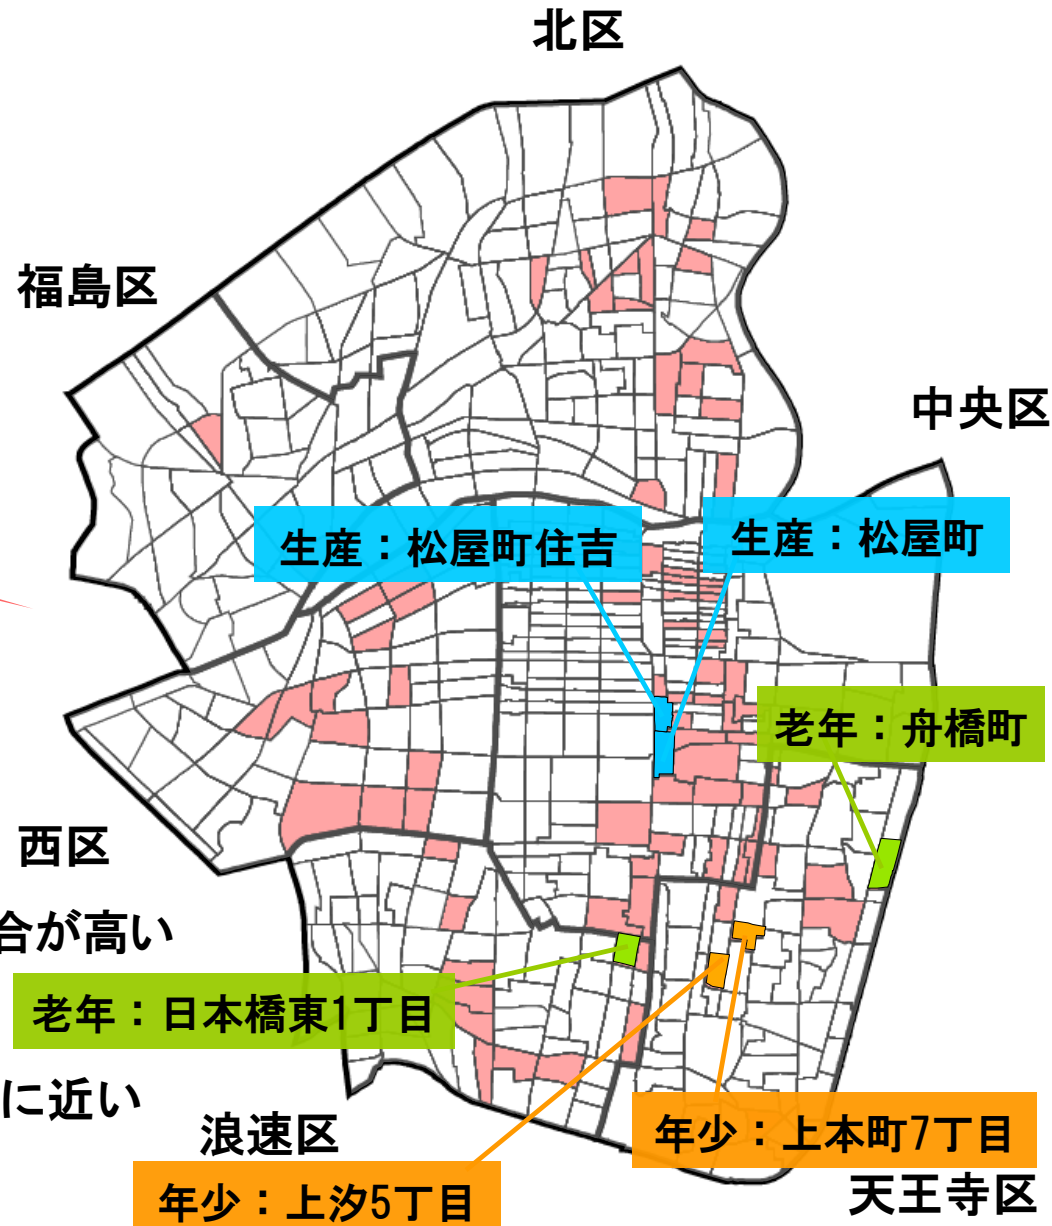 北区
福島区
中央区
生産：松屋町住吉
生産：松屋町
老年：舟橋町
西区
合が高い
老年：日本橋東1丁目
に近い
浪速区
年少：上本町7丁目
年少：上汐5丁目
天王寺区